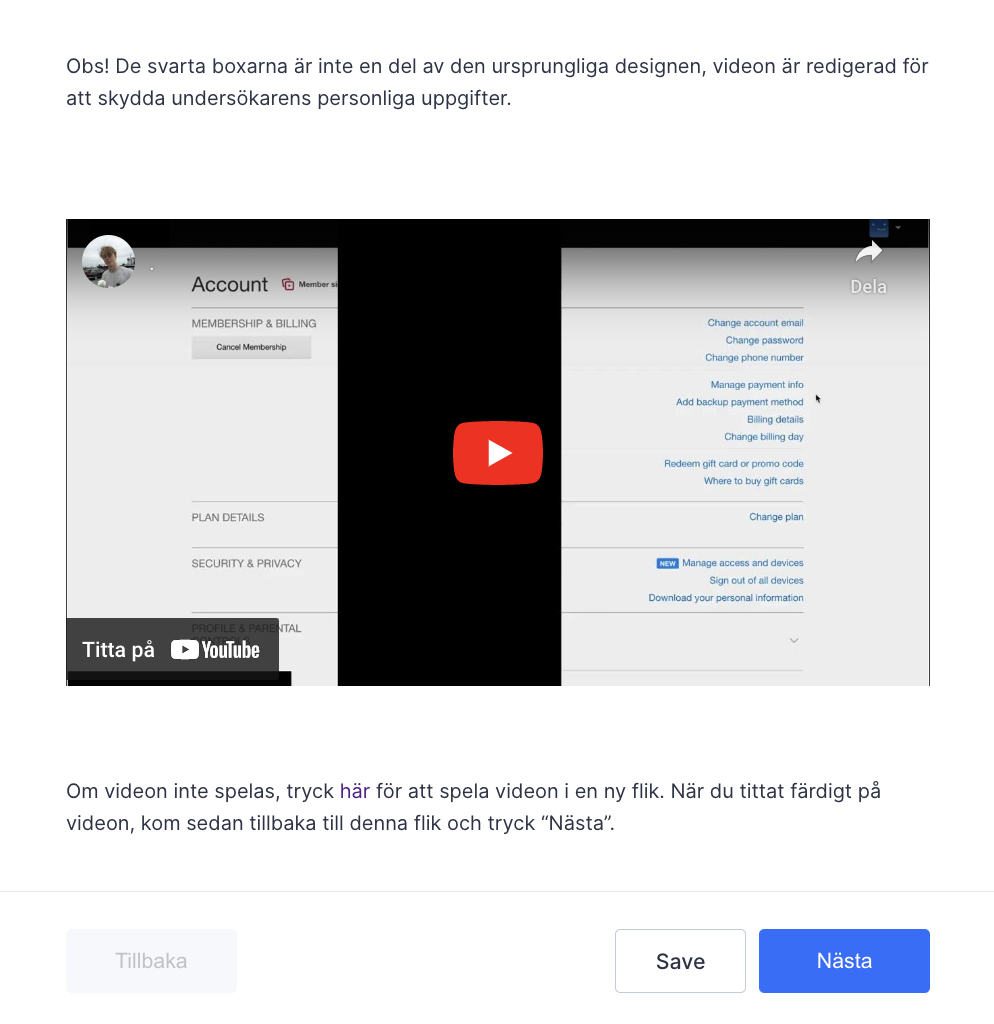 Obs! De svarta boxarna är inte en del av den ursprungliga designen, videon är redigerad för
att skydda undersökarens personliga uppgifter.
.
Dela
Account
Member si
MEMBERSHIP & BILLING
Cancel Membership
Change account email
Change password
Change phone number
Manage payment info
Add backup payment method
Billing details
Change billing day
Redeem gift card or promo code
Where to buy gift cards
PLAN DETAILS
Change plan
SECURITY & PRIVACY
NEW Manage access and devices
Sign out of all devices
Download your personal information
PROFILE & PARENTAL
Titta på YouTube
Om videon inte spelas, tryck här för att spela videon i en ny flik. När du tittat färdigt på
videon, kom sedan tillbaka till denna flik och tryck “Nästa”.
Tillbaka
Save
Nästa